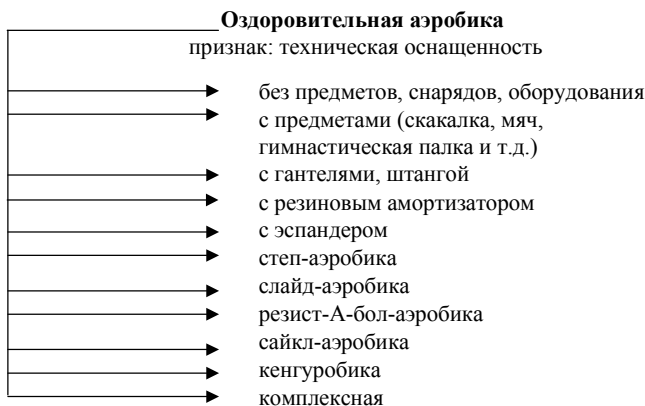 Оздоровительная аэробика
признак: техническая оснащенность
без предметов, снарядов, оборудования
с предметами (скакалка, мяч,
гимнастическая палка и т.д.)
с гантелями, штангой
с резиновым амортизатором
с эспандером
степ-аэробика
слайд-аэробика
резист-А-бол-аэробика
сайкл-аэробика
кенгуробика
комплексная